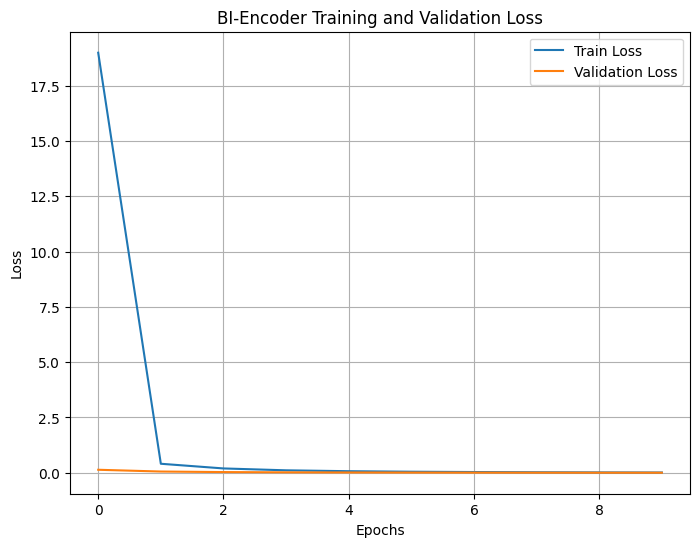 BI-Encoder Training and Validation Loss
Train Loss
Validation Loss
17.5
15.0
12.5
10.0
7.5
5.0
2.5
0.0
Loss
0 2 4 6 8
Epochs